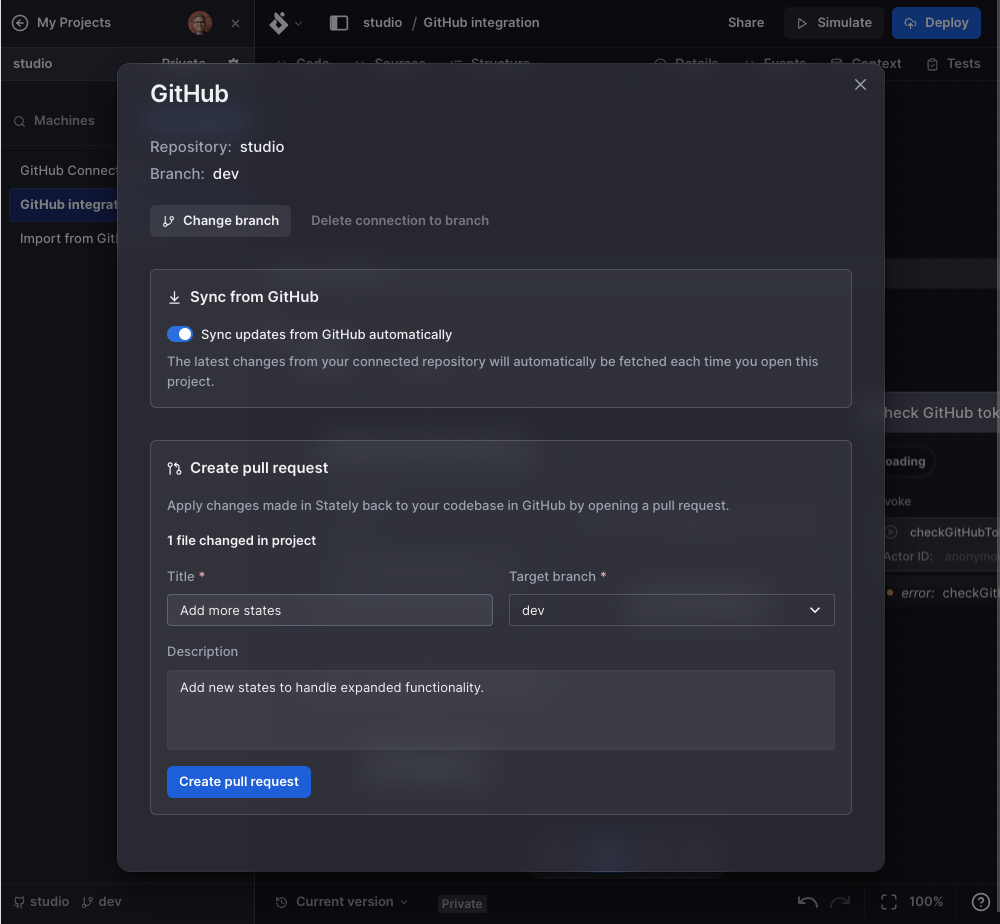 My Projects
studio / GitHub integration
Share
Simulate
Deploy
studio
Private
Code
Sources
Structure
Details
Events
Context
Tests
Machines
GitHub Connect
GitHub integrat
Import from Git
GitHub
Repository: studio
Branch: dev
Change branch
Delete connection to branch
Sync from GitHub
Sync updates from GitHub automatically
The latest changes from your connected repository will automatically be fetched each time you open this
project.
Create pull request
Apply changes made in Stately back to your codebase in GitHub by opening a pull request.
1 file changed in project
Title *
Target branch *
Add more states
dev
Description
Add new states to handle expanded functionality.
Create pull request
heck GitHub tok
oading
voke
checkGitHubTo
Actor ID: anonymo
error: checkGit
studio
dev
Current version
Private
100%
?